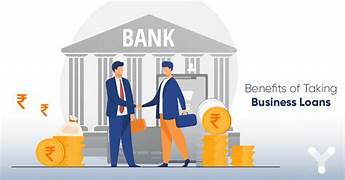 BANK
Benefits of Taking
Business Loans
₹
₹
₹
₹